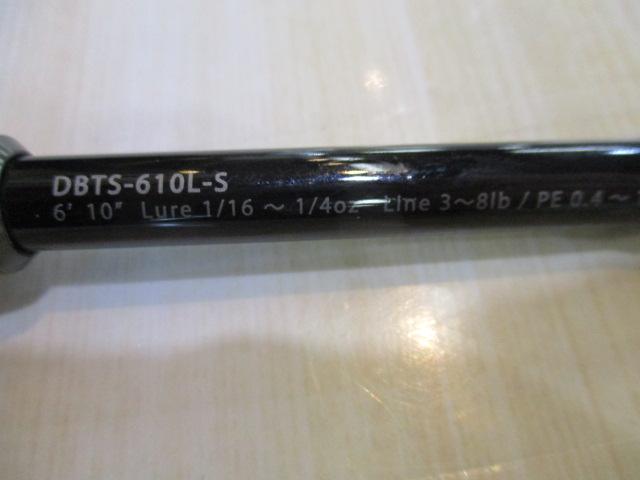 DBTS-610L-S
6' 10" Lure 1/16 ～ 1/4oz Line 3～8lb / PE 0.4～